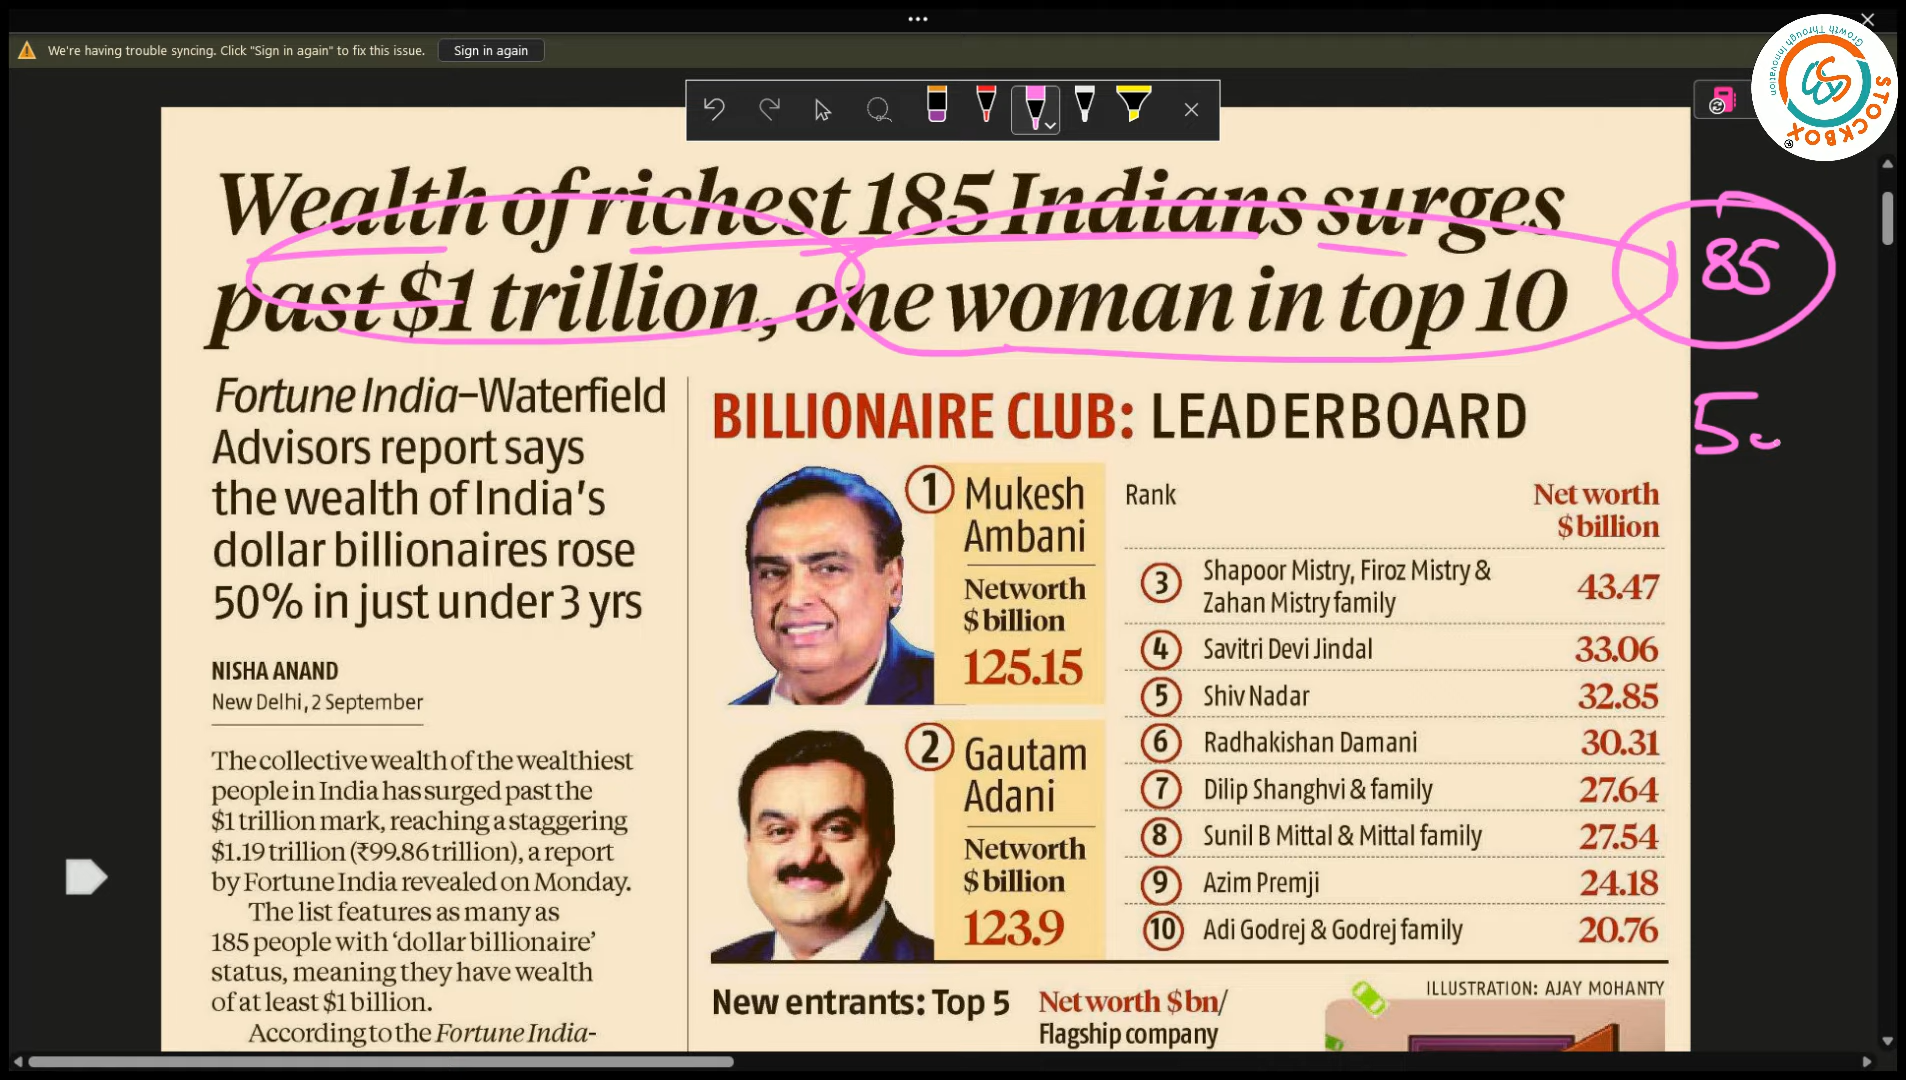 We're having trouble syncing. Click "Sign in again" to fix this issue.
Sign in again
Growth Through Innovation
STOCKBOX
®
Wealth of richest 185 Indians surges
past $1 trillion, one woman in top 10
185
50
Fortune India–Waterfield
Advisors report says
the wealth of India's
dollar billionaires rose
50% in just under 3 yrs
NISHA ANAND
New Delhi, 2 September
The collective wealth of the wealthiest
people in India has surged past the
$1 trillion mark, reaching a staggering
$1.19 trillion (₹99.86 trillion), a report
by Fortune India revealed on Monday.
The list features as many as
185 people with ‘dollar billionaire’
status, meaning they have wealth
of at least $1 billion.
According to the Fortune India-
BILLIONAIRE CLUB: LEADERBOARD
1 Mukesh
Ambani
Networth
$ billion
125.15
2 Gautam
Adani
Networth
$ billion
123.9
Rank Net worth
$ billion
3 Shapoor Mistry, Firoz Mistry &
Zahan Mistry family 43.47
4 Savitri Devi Jindal 33.06
5 Shiv Nadar 32.85
6 Radhakishan Damani 30.31
7 Dilip Shanghvi & family 27.64
8 Sunil B Mittal & Mittal family 27.54
9 Azim Premji 24.18
10 Adi Godrej & Godrej family 20.76
New entrants: Top 5 Net worth $ bn/
Flagship company
ILLUSTRATION: AJAY MOHANTY